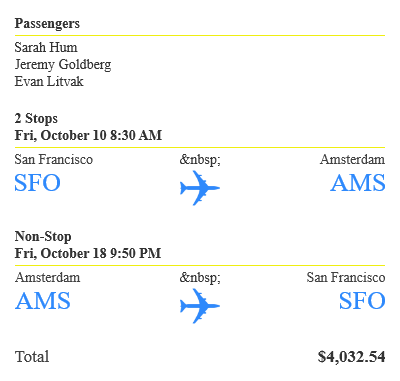 Passengers
Sarah Hum
Jeremy Goldberg
Evan Litvak
2 Stops
Fri, October 10 8:30 AM
San Francisco &nbsp; Amsterdam
SFO AMS
Non-Stop
Fri, October 18 9:50 PM
Amsterdam &nbsp; San Francisco
AMS SFO
Total $4,032.54